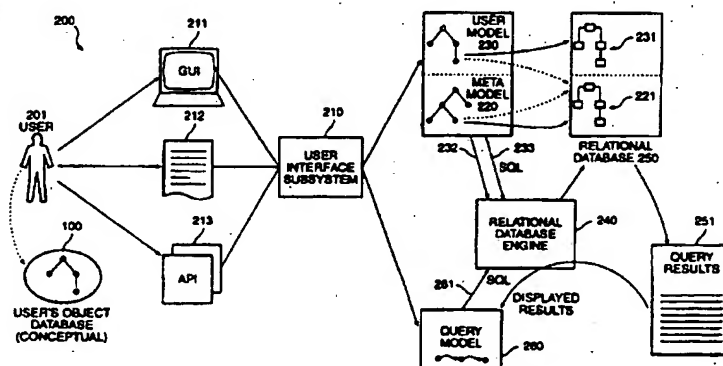 200
211
GUI
201
USER
212
213
API
100
USER'S OBJECT
DATABASE
(CONCEPTUAL)
210
USER
INTERFACE
SUBSYSTEM
USER
MODEL
230
META
MODEL
220
231
221
RELATIONAL
DATABASE 250
232
233
SQL
RELATIONAL
DATABASE
ENGINE
240
251
QUERY
RESULTS
261
SQL
DISPLAYED
RESULTS
QUERY
MODEL
260